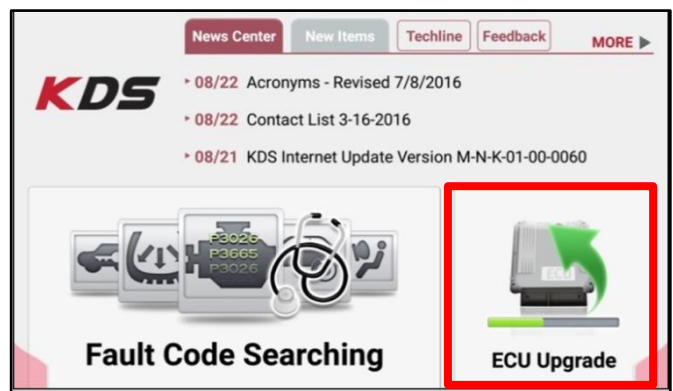 News Center New Items Techline Feedback MORE ▶
KDS
‣ 08/22 Acronyms - Revised 7/8/2016
‣ 08/22 Contact List 3-16-2016
‣ 08/21 KDS Internet Update Version M-N-K-01-00-0060
P3026
P3665
P3026
ECU
Fault Code Searching
ECU Upgrade